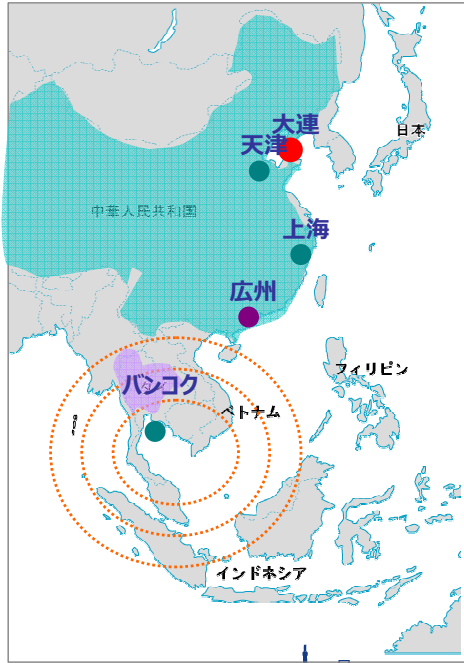 大連
日本
天津
中華人民共和国
上海
広州
フィリピン
バンコク
ベトナム
インドネシア